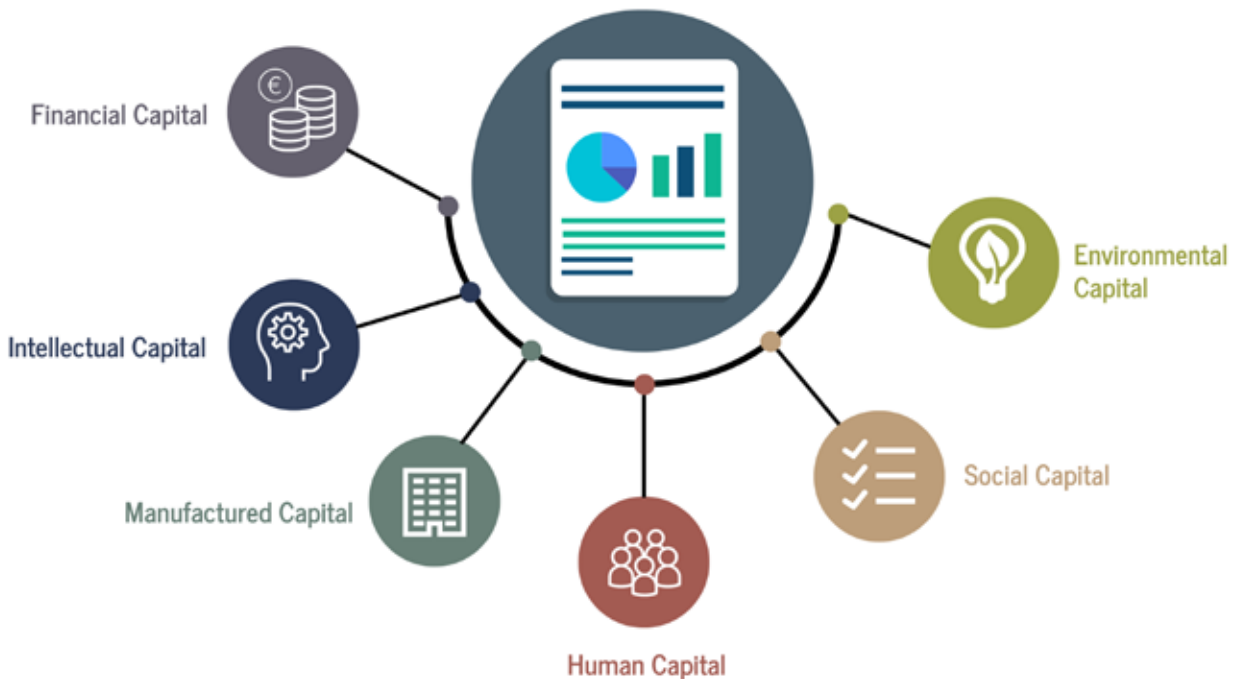 Financial Capital
Intellectual Capital
Manufactured Capital
Human Capital
Social Capital
Environmental
Capital
€